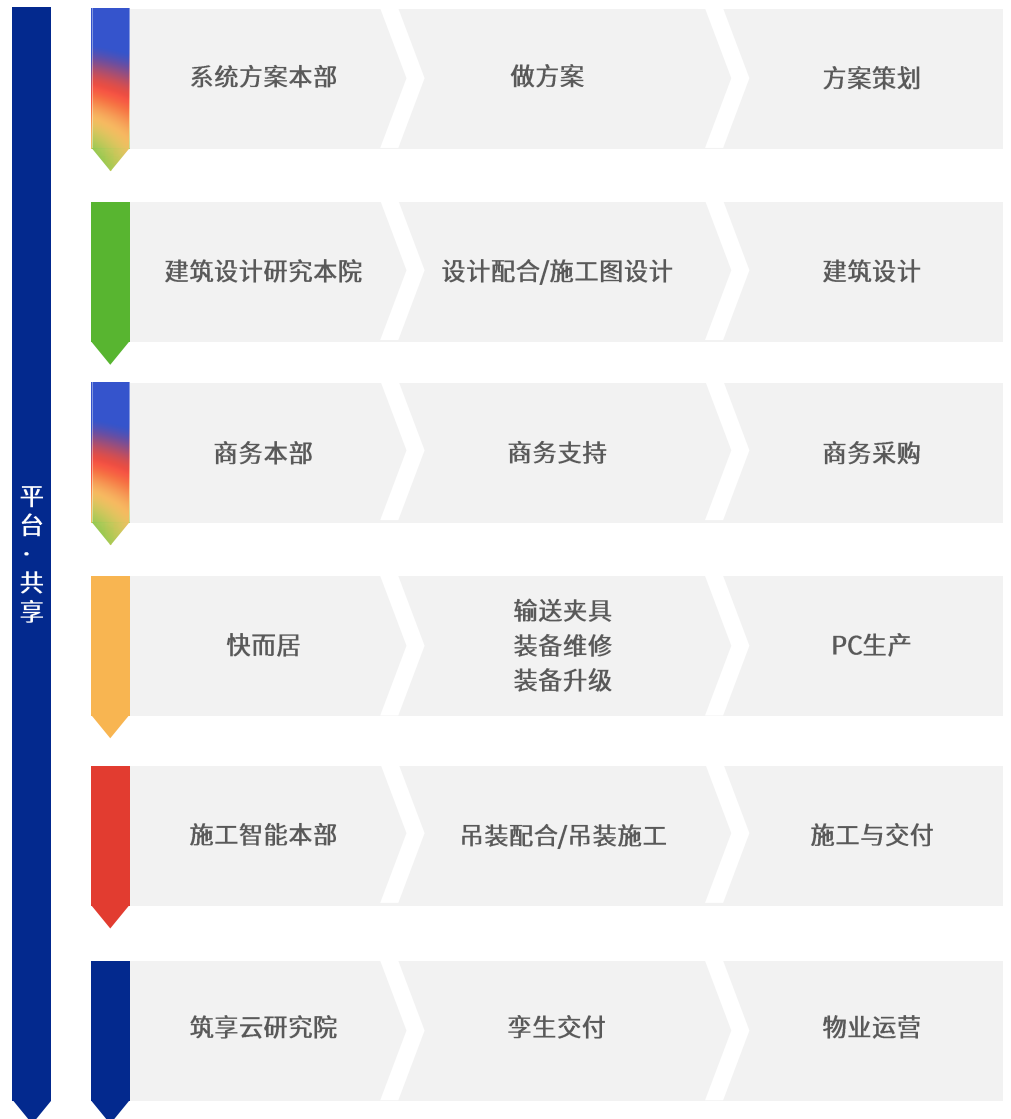 平台·共享
系统方案本部
做方案
方案策划
建筑设计研究本院
设计配合/施工图设计
建筑设计
商务本部
商务支持
商务采购
快而居
输送夹具
装备维修
装备升级
PC生产
施工智能本部
吊装配合/吊装施工
施工与交付
筑享云研究院
孪生交付
物业运营